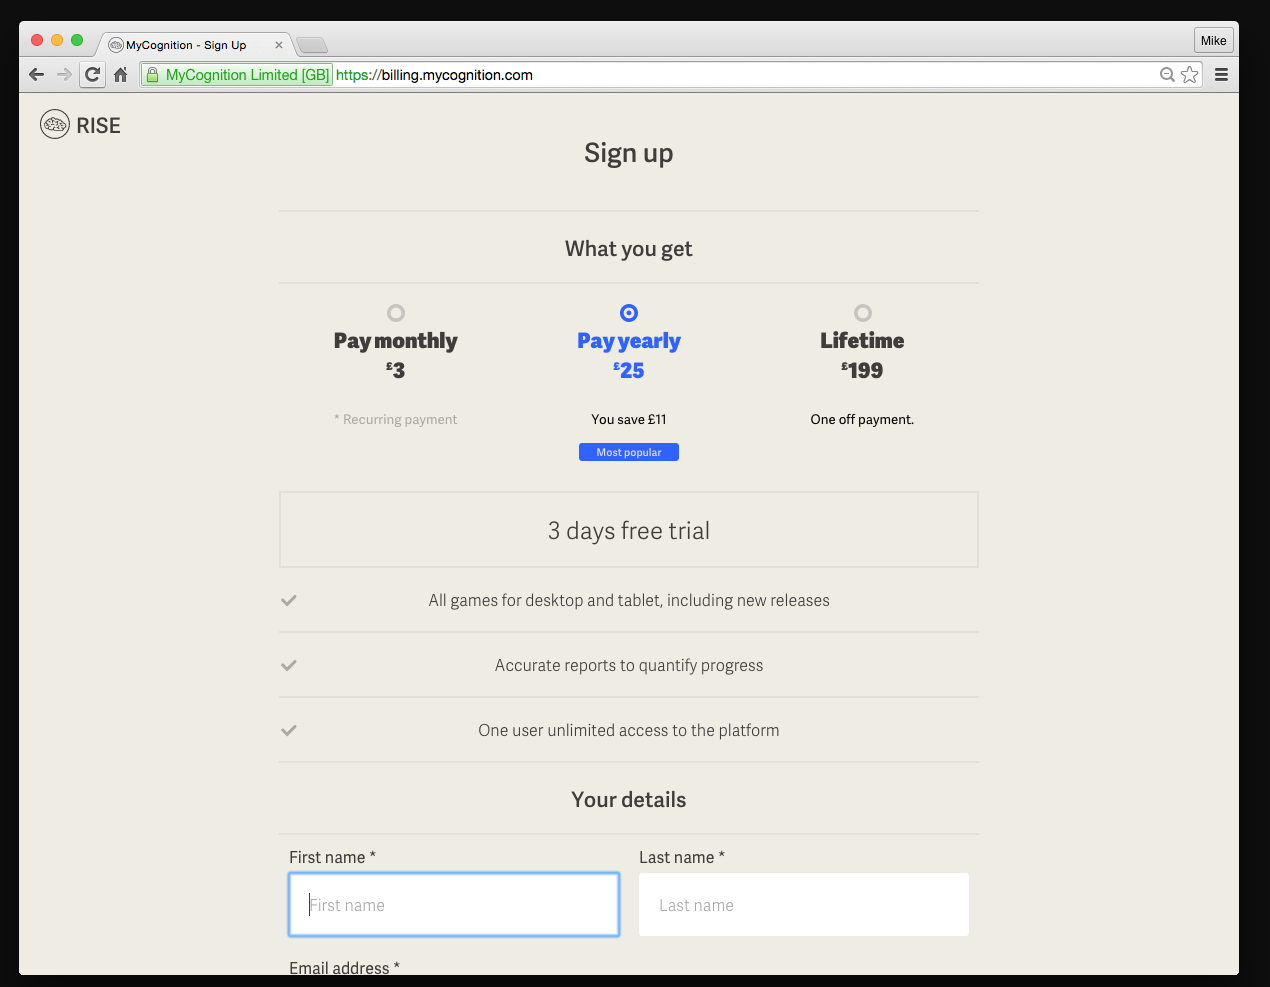 MyCognition - Sign Up
Mike
MyCognition Limited [GB] https://billing.mycognition.com
RISE
Sign up
What you get
Pay monthly
£3
* Recurring payment
Pay yearly
£25
You save £11
Most popular
Lifetime
£199
One off payment.
3 days free trial
All games for desktop and tablet, including new releases
Accurate reports to quantify progress
One user unlimited access to the platform
Your details
First name *
First name
Last name *
Last name
Email address *